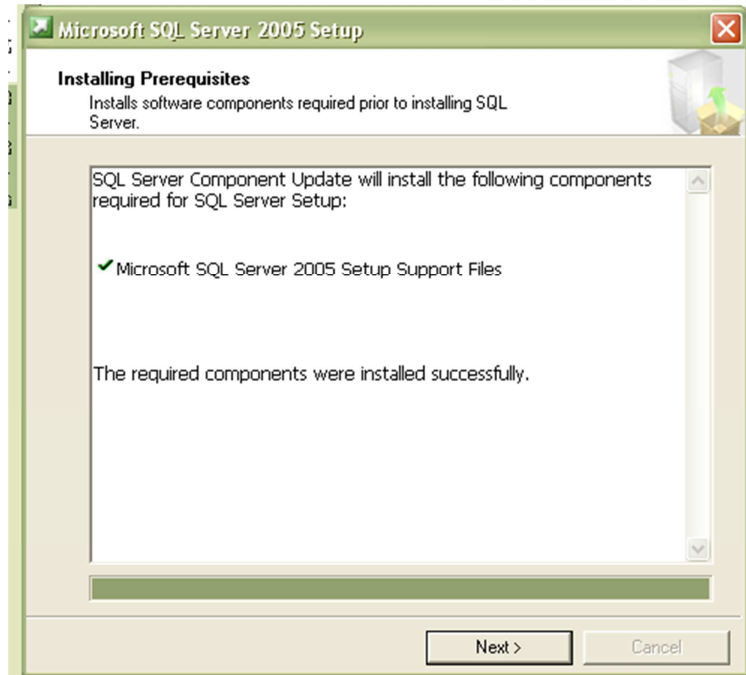 Microsoft SQL Server 2005 Setup
Installing Prerequisites
Installs software components required prior to installing SQL
Server.
SQL Server Component Update will install the following components
required for SQL Server Setup:
Microsoft SQL Server 2005 Setup Support Files
The required components were installed successfully.
Next >
Cancel